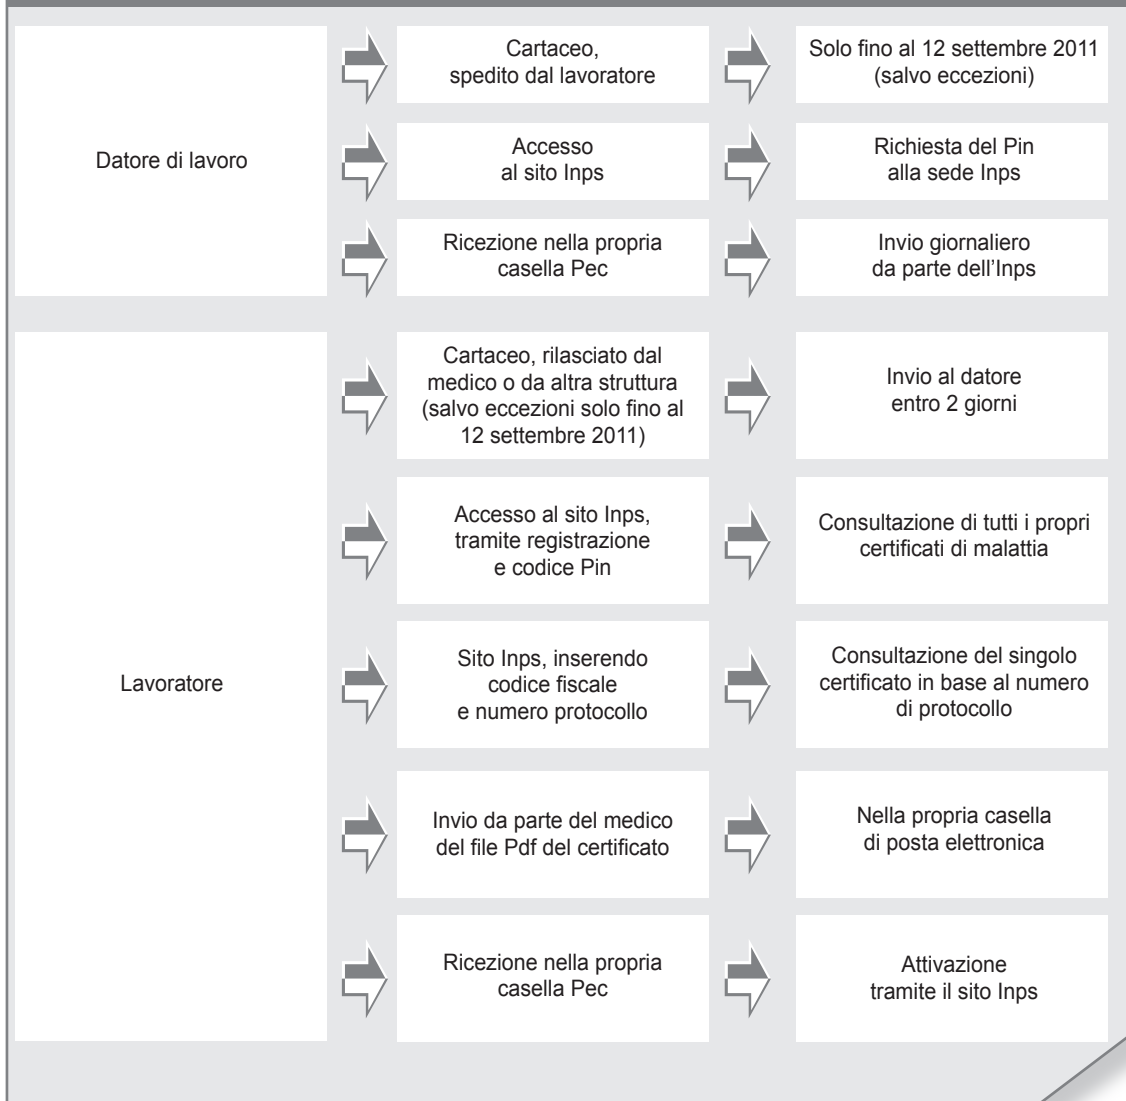 Datore di lavoro
Cartaceo,
spedito dal lavoratore
Solo fino al 12 settembre 2011
(salvo eccezioni)
Accesso
al sito Inps
Richiesta del Pin
alla sede Inps
Ricezione nella propria
casella Pec
Invio giornaliero
da parte dell'Inps
Lavoratore
Cartaceo, rilasciato dal
medico o da altra struttura
(salvo eccezioni solo fino al
12 settembre 2011)
Invio al datore
entro 2 giorni
Accesso al sito Inps,
tramite registrazione
e codice Pin
Consultazione di tutti i propri
certificati di malattia
Sito Inps, inserendo
codice fiscale
e numero protocollo
Consultazione del singolo
certificato in base al numero
di protocollo
Invio da parte del medico
del file Pdf del certificato
Nella propria casella
di posta elettronica
Ricezione nella propria
casella Pec
Attivazione
tramite il sito Inps